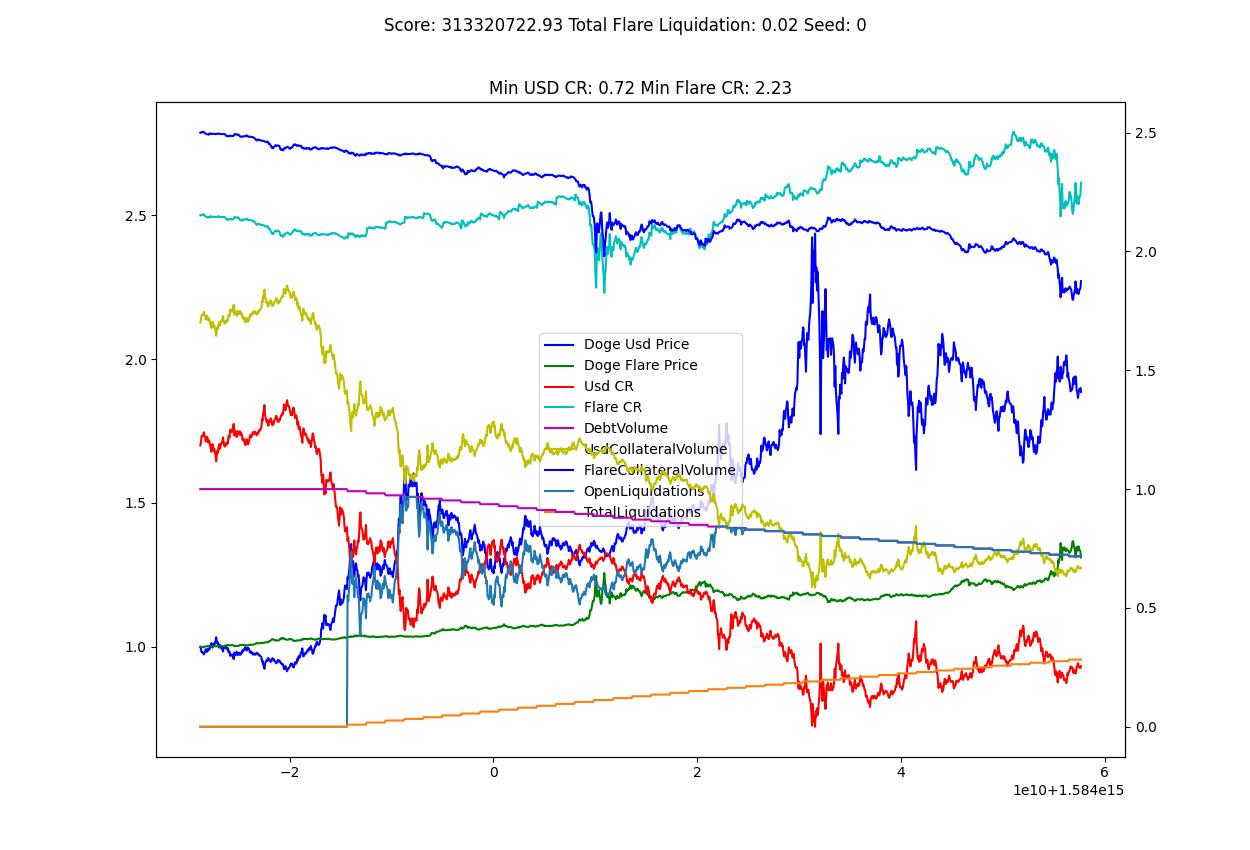 Score: 313320722.93 Total Flare Liquidation: 0.02 Seed: 0
Min USD CR: 0.72 Min Flare CR: 2.23
2.5
2.0
1.5
1.0
2.5
2.0
1.5
1.0
0.5
0.0
Doge Usd Price
Doge Flare Price
Usd CR
Flare CR
DebtVolume
UsdCollateralVolume
FlareCollateralVolume
OpenLiquidations
TotalLiquidations
−2
0
2
4
6
1e10+1.584e15